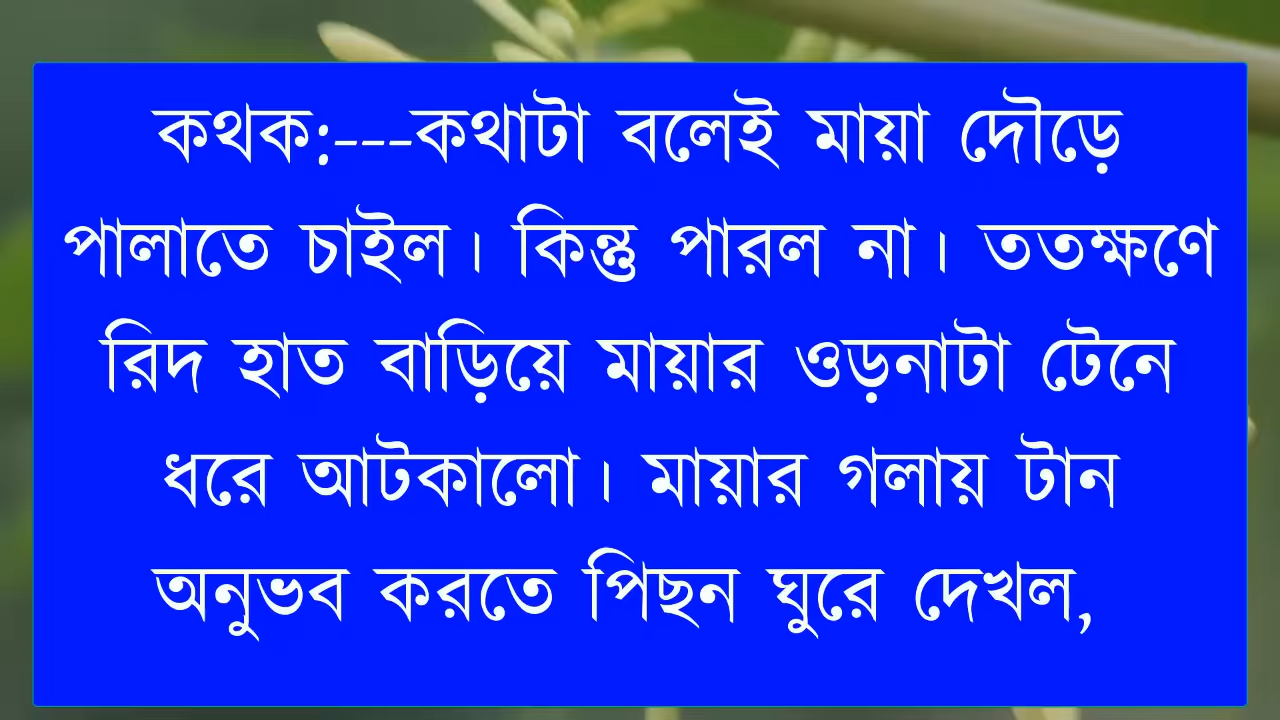 কথক:---কথাটা বলেই মায়া দৌড়ে
পালাতে চাইল। কিন্তু পারল না। ততক্ষণে
রিদ হাত বাড়িয়ে মায়ার ওড়নাটা টেনে
ধরে আটকালো। মায়ার গলায় টান
অনুভব করতে পিছন ঘুরে দেখল,